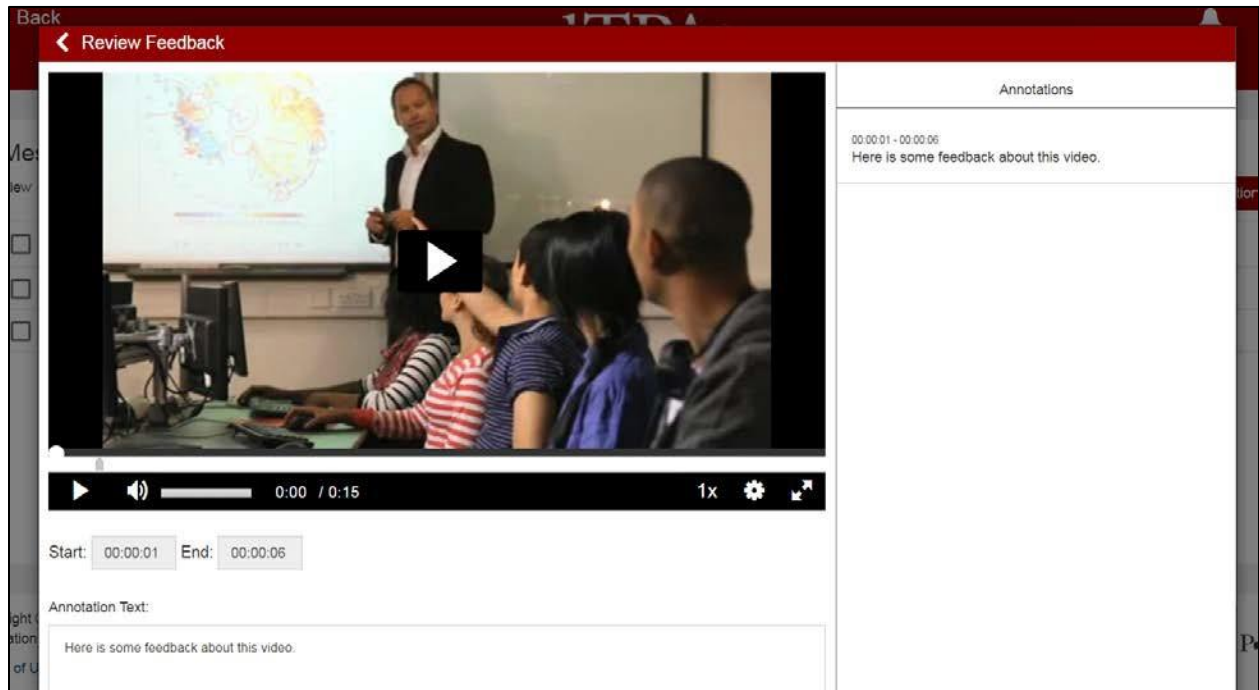 Back
Review Feedback
Annotations
00:00:01 - 00:00:06
Here is some feedback about this video.
0:00 / 0:15
1x
Start: 00:00:01 End: 00:00:06
Annotation Text:
Here is some feedback about this video.
of U